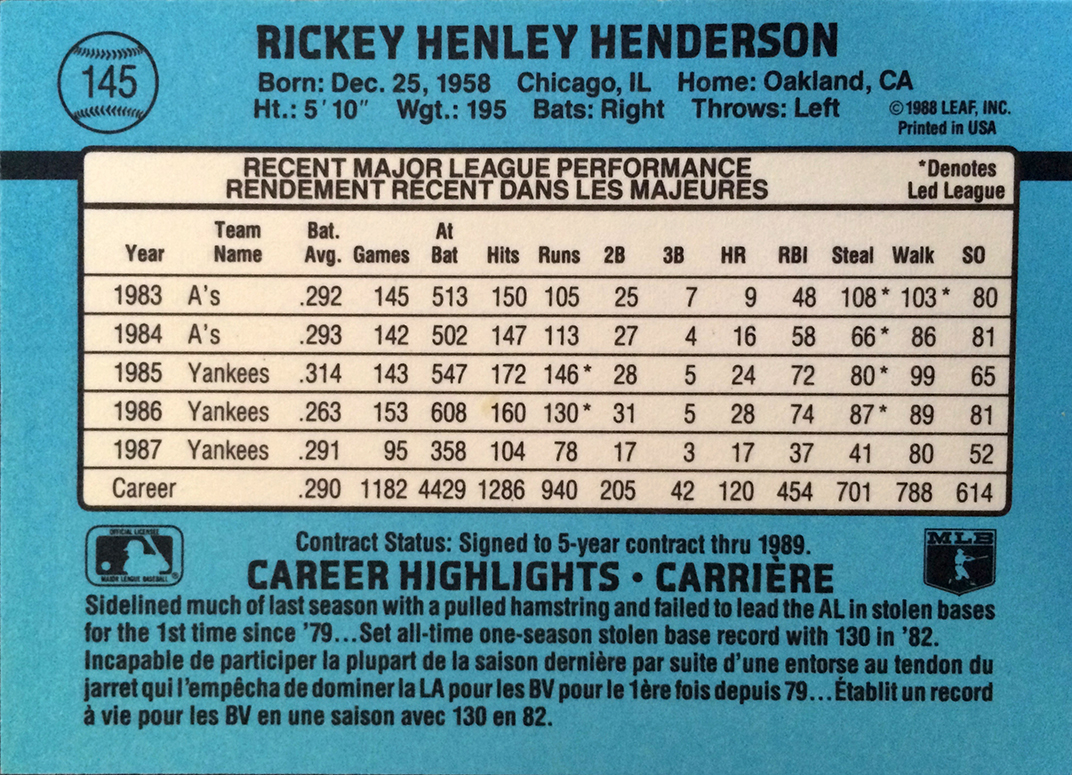 145
RICKEY HENLEY HENDERSON
Born: Dec. 25, 1958 Chicago, IL Home: Oakland, CA
Ht.: 5' 10" Wgt.: 195 Bats: Right Throws: Left
©1988 LEAF, INC.
Printed in USA
RECENT MAJOR LEAGUE PERFORMANCE
RENDEMENT RÉCENT DANS LES MAJEURES
*Denotes
Led League
Year Team Name Bat. Avg. Games At Bat Hits Runs 2B 3B HR RBI Steal Walk SO
1983 A's .292 145 513 150 105 25 7 9 48 108* 103* 80
1984 A's .293 142 502 147 113 27 4 16 58 66* 86 81
1985 Yankees .314 143 547 172 146* 28 5 24 72 80* 99 65
1986 Yankees .263 153 608 160 130* 31 5 28 74 87* 89 81
1987 Yankees .291 95 358 104 78 17 3 17 37 41 80 52
Career .290 1182 4429 1286 940 205 42 120 454 701 788 614
OFFICIAL LICENSEE
MAJOR LEAGUE BASEBALL
®
MLB
Contract Status: Signed to 5-year contract thru 1989.
CAREER HIGHLIGHTS • CARRIÈRE
Sidelined much of last season with a pulled hamstring and failed to lead the AL in stolen bases
for the 1st time since '79...Set all-time one-season stolen base record with 130 in '82.
Incapable de participer la plupart de la saison dernière par suite d'une entorse au tendon du
jarret qui l'empêcha de dominer la LA pour les BV pour le 1ère fois depuis 79...Établit un record
à vie pour les BV en une saison avec 130 en 82.